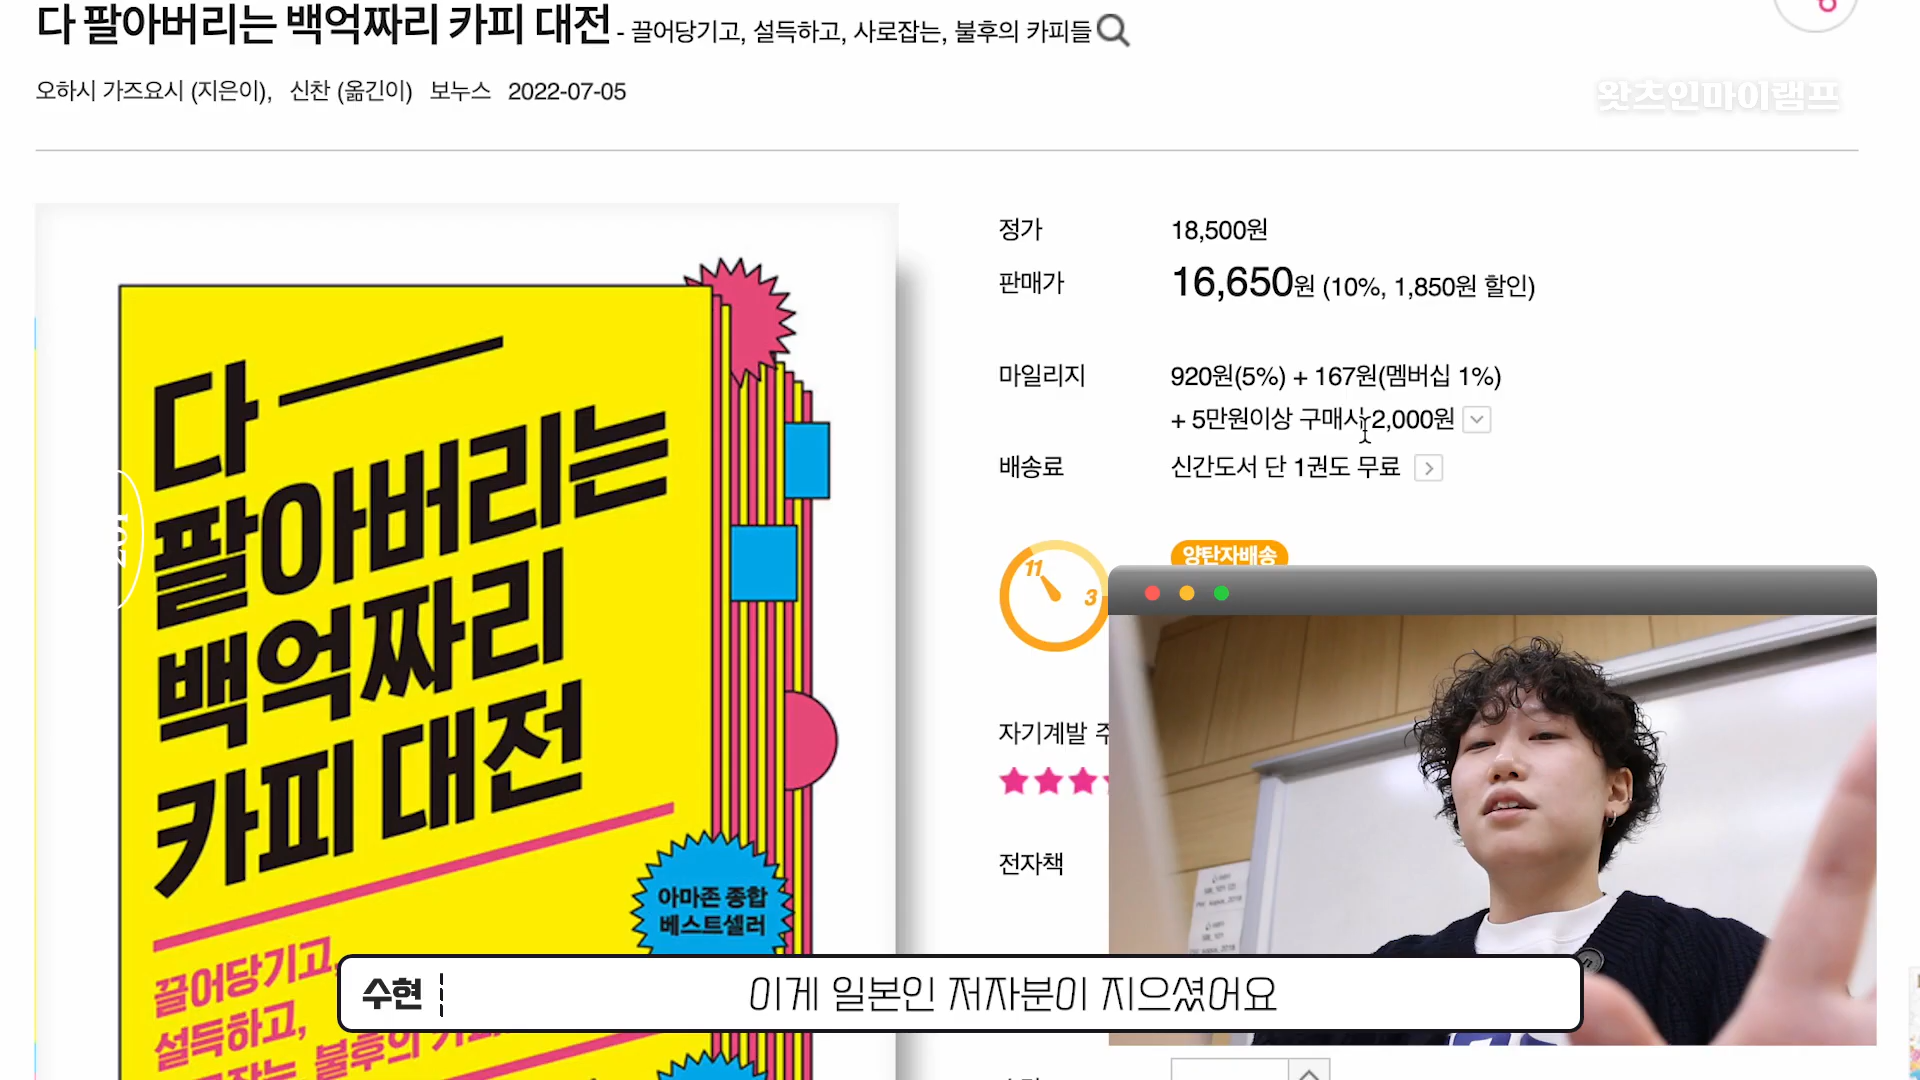 다 팔아버리는 백억짜리 카피 대전 - 끌어당기고, 설득하고, 사로잡는, 불후의 카피들
오하시 가즈요시 (지은이), 신찬 (옮긴이) 보누스 2022-07-05
왓츠인마이램프
정가 18,500원
판매가 16,650원 (10%, 1,850원 할인)
마일리지 920원(5%) + 167원(멤버십 1%)
+ 5만원이상 구매시 2,000원
배송료 신간도서 단 1권도 무료
양탄자배송
11
3
자기계발
전자책
다
팔아버리는
백억짜리
카피 대전
아마존 종합
베스트셀러
끌어당기고,
설득하고,
불후의
수현 이게 일본인 저자분이 지으셨어요